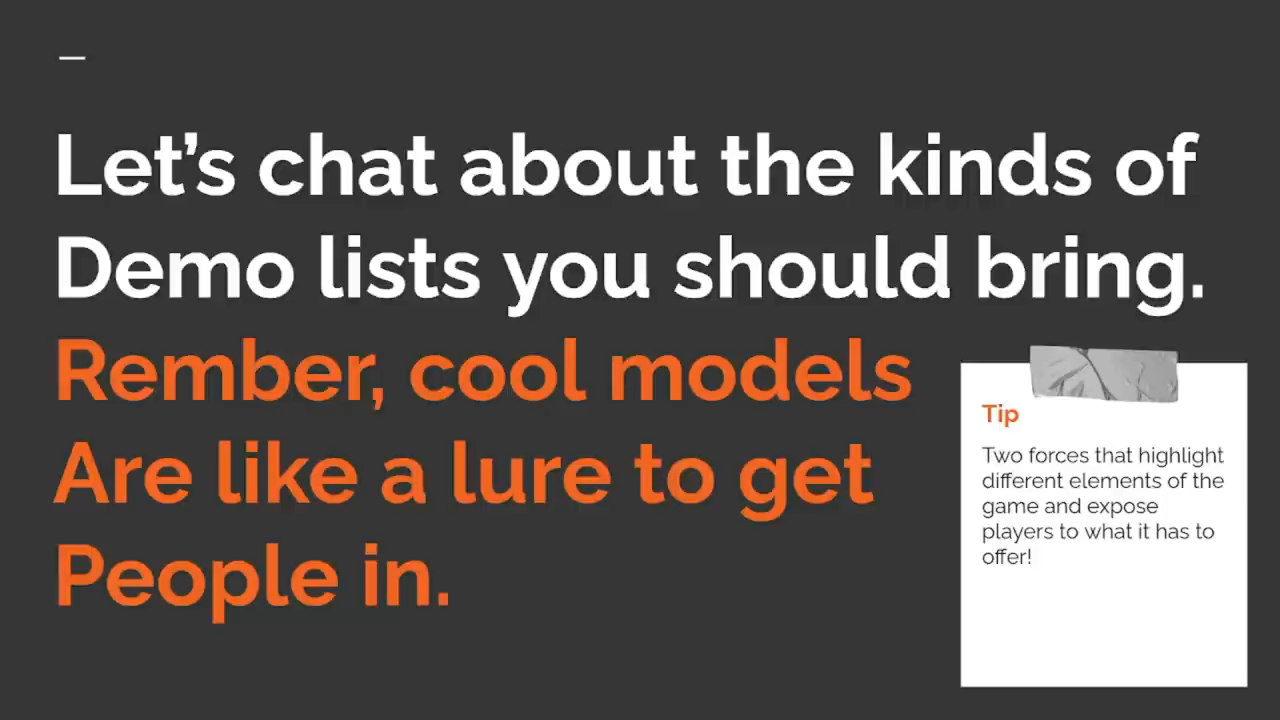 Let’s chat about the kinds of
Demo lists you should bring.
Rember, cool models
Are like a lure to get
People in.
Tip
Two forces that highlight
different elements of the
game and expose
players to what it has to
offer!